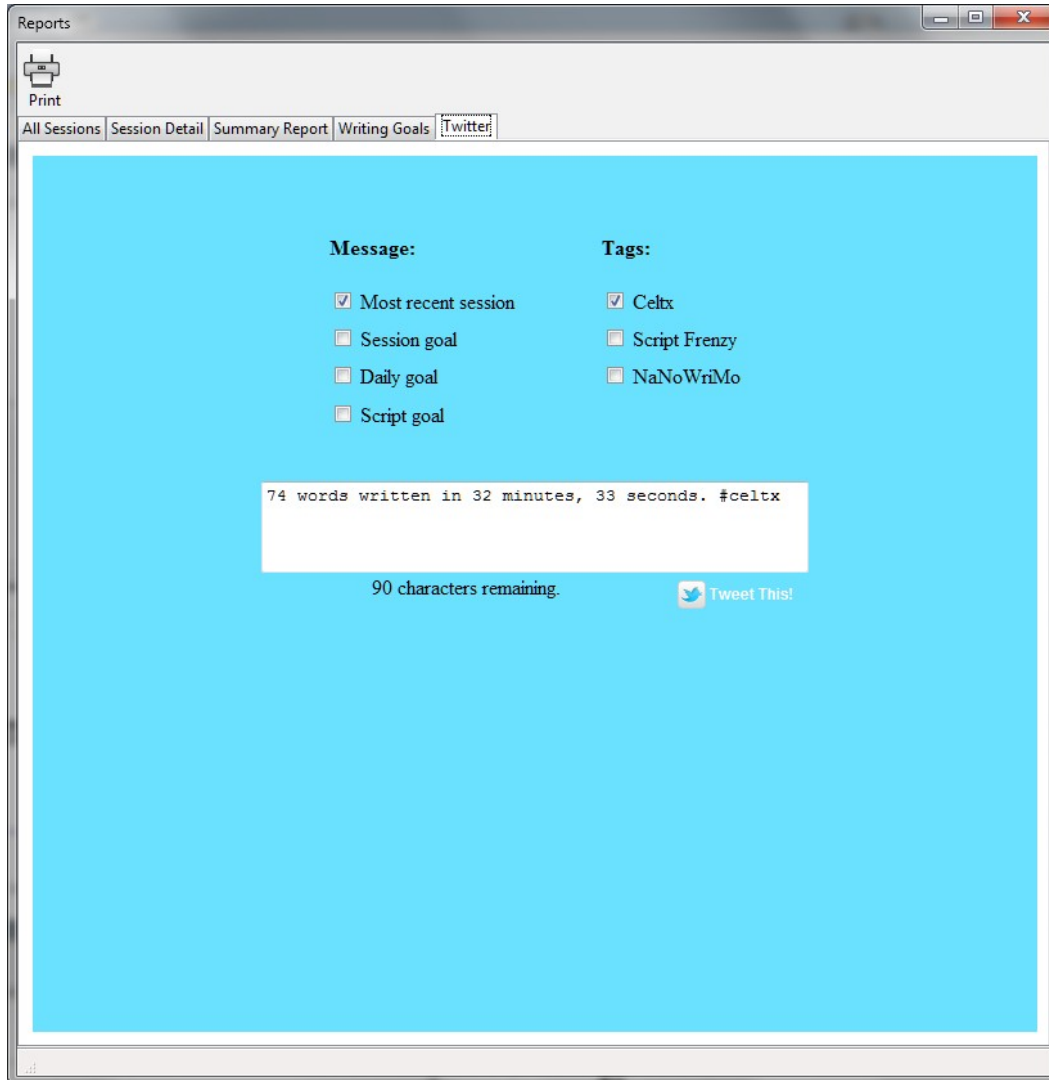 Reports
Print
All Sessions Session Detail Summary Report Writing Goals Twitter
Message: Tags:
Most recent session Celtx
Session goal Script Frenzy
Daily goal NaNoWriMo
Script goal
74 words written in 32 minutes, 33 seconds. #celtx
90 characters remaining. Tweet This!